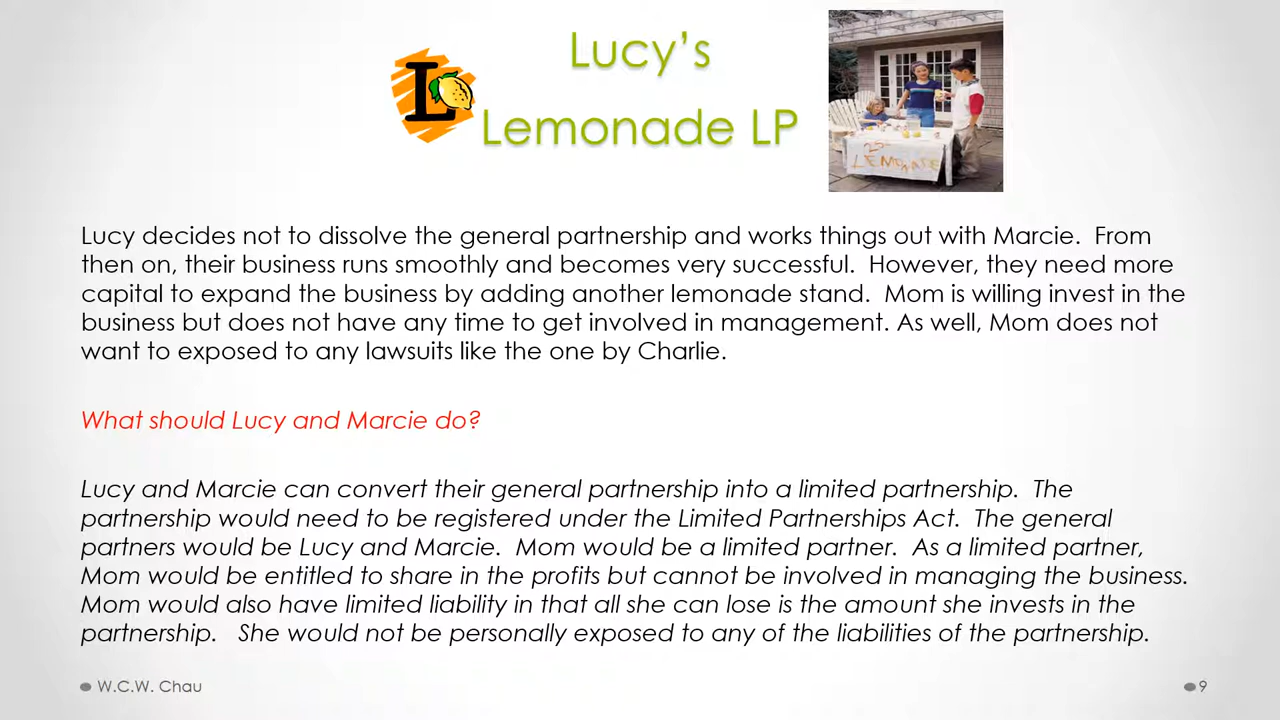 Lucy's
Lemonade LP
L
25¢
LEMONADE
Lucy decides not to dissolve the general partnership and works things out with Marcie.  From
then on, their business runs smoothly and becomes very successful.  However, they need more
capital to expand the business by adding another lemonade stand.  Mom is willing invest in the
business but does not have any time to get involved in management. As well, Mom does not
want to exposed to any lawsuits like the one by Charlie.
What should Lucy and Marcie do?
Lucy and Marcie can convert their general partnership into a limited partnership.  The
partnership would need to be registered under the Limited Partnerships Act.  The general
partners would be Lucy and Marcie.  Mom would be a limited partner.  As a limited partner,
Mom would be entitled to share in the profits but cannot be involved in managing the business.
Mom would also have limited liability in that all she can lose is the amount she invests in the
partnership.   She would not be personally exposed to any of the liabilities of the partnership.
W.C.W. Chau
9